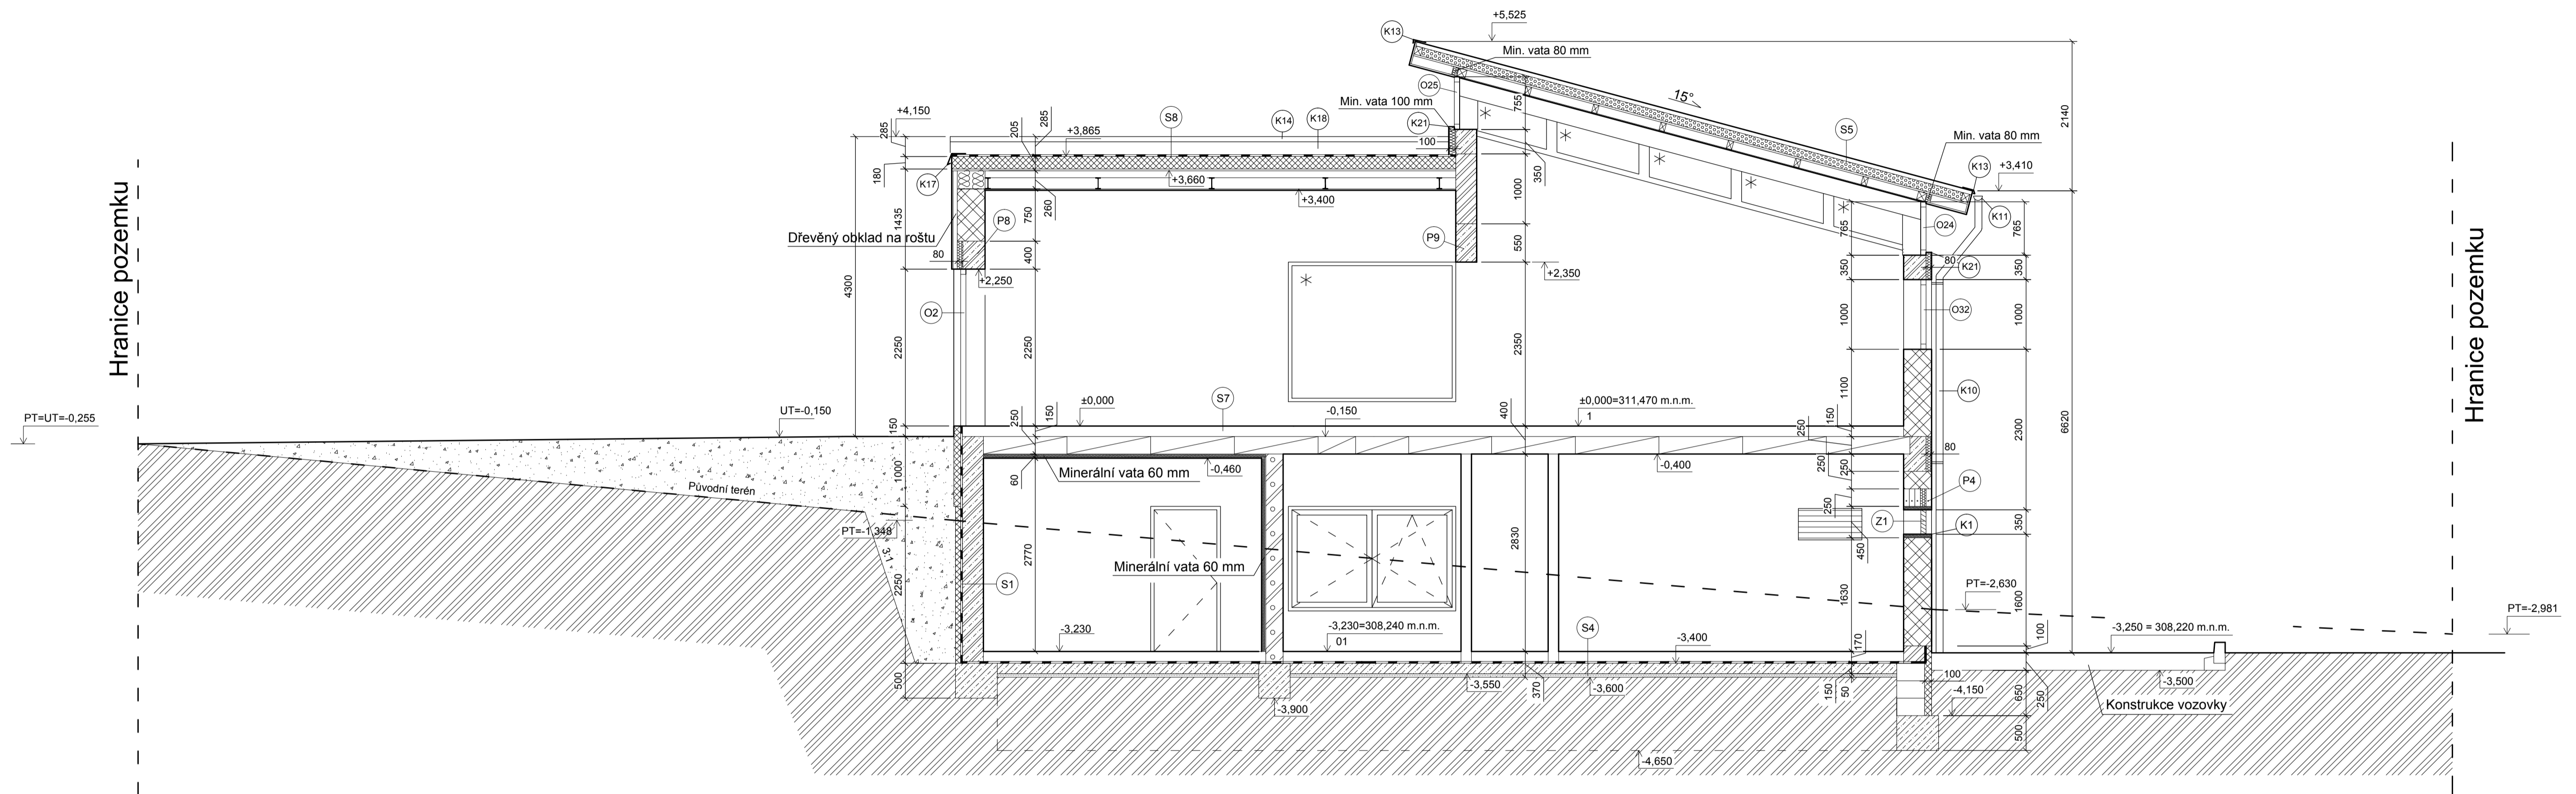 +5,525
K13
Min. vata 80 mm
O25
755
15°
2140
Min. vata 100 mm
+4,150
285
205
285
+3,865
S8
K14
K18
K21
100
S5
Min. vata 80 mm
K13
+3,410
180
K17
+3,660
350
1000
K11
+3,400
260
750
1435
P8
Dřevěný obklad na roštu
P9
550
765
O24
765
80
400
80
K21
350
350
+2,250
+2,350
4300
O2
O32
1000
1000
Hranice pozemku
Hranice pozemku
2250
2250
2350
1100
K10
2300
6620
PT=UT=-0,255
UT=-0,150
±0,000
S7
±0,000=311,470 m.n.m.
1
150
250
150
-0,150
400
250
150
80
1000
60
Minerální vata 60 mm
-0,460
-0,400
250
250
P4
Původní terén
250
PT=-1,348
3:1
Z1
K1
350
450
2770
2830
Minerální vata 60 mm
2250
S1
1630
PT=-2,630
1600
PT=-2,981
-3,230
-3,230=308,240 m.n.m.
01
S4
-3,400
170
100
-3,250 = 308,220 m.n.m.
500
-3,550
370
-3,600
150
50
100
-4,150
650
250
-3,500
-3,900
Konstrukce vozovky
500
-4,650